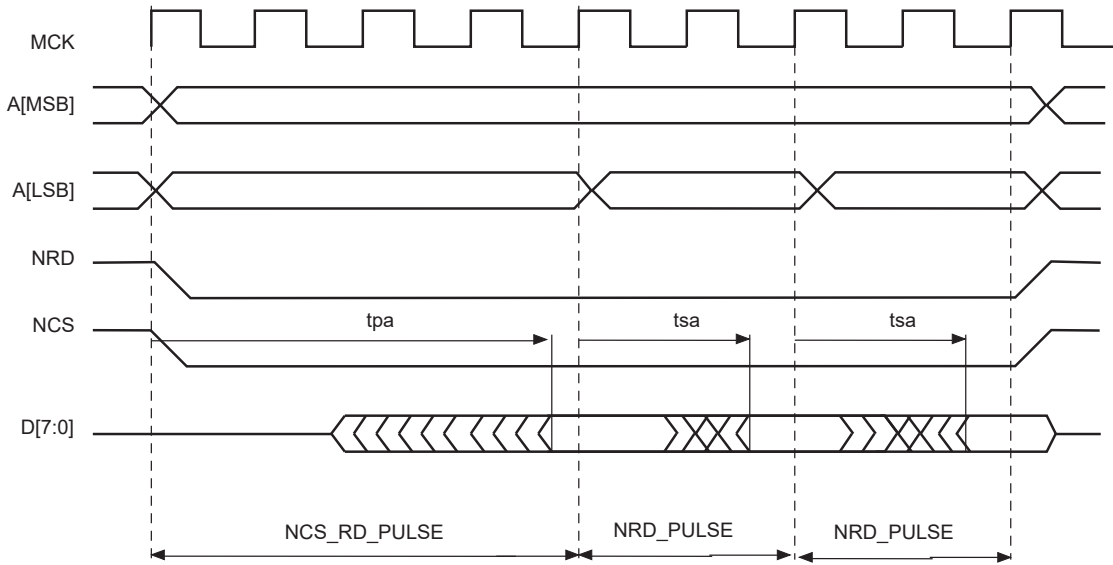 MCK
A[MSB]
A[LSB]
NRD
NCS
tpa
tsa
tsa
D[7:0]
NCS_RD_PULSE
NRD_PULSE
NRD_PULSE